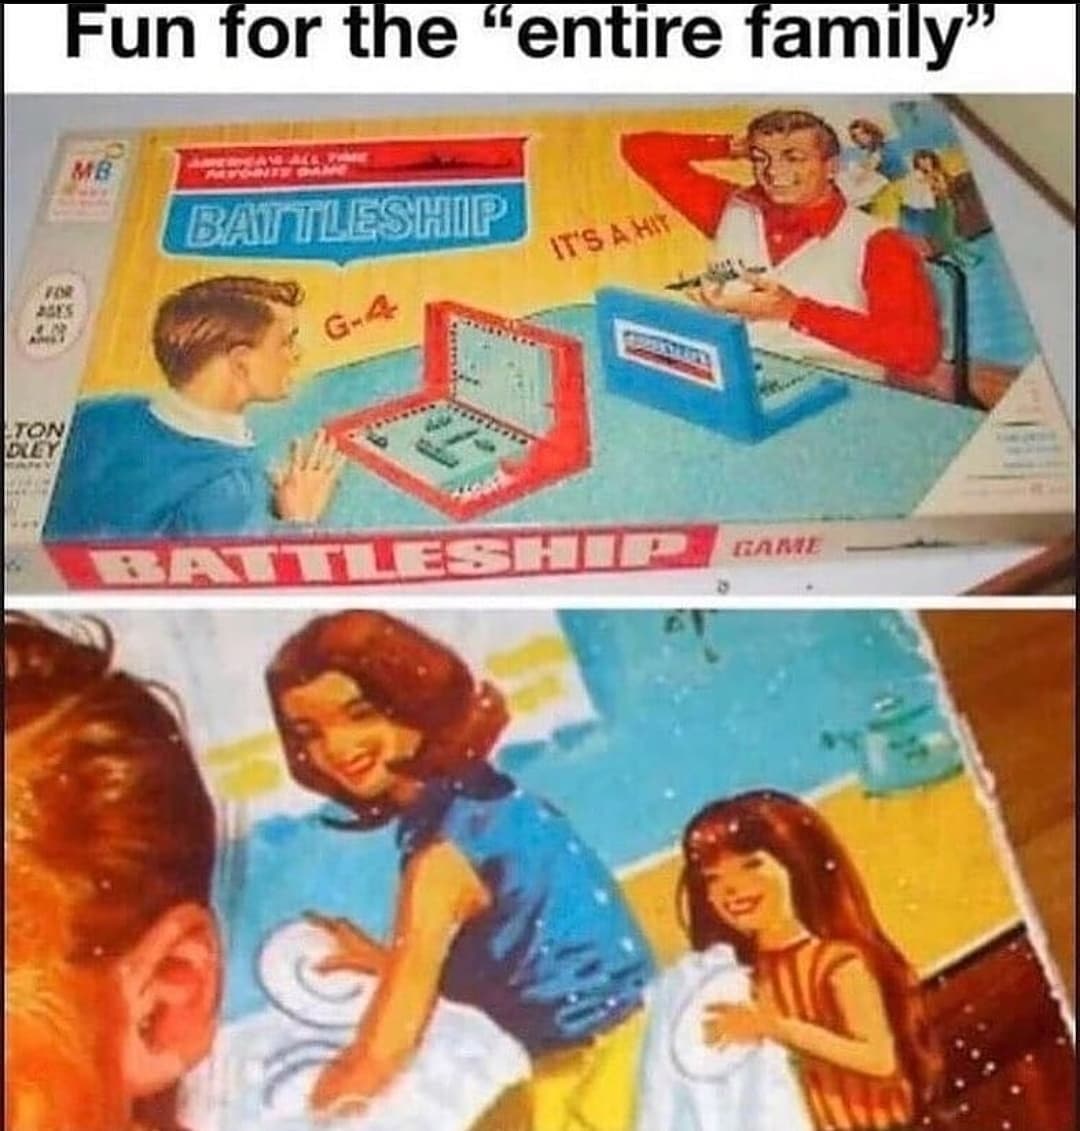 Fun for the “entire family”
MB
AMERICA'S ALL TIME
FAVORITE GAME
BATTLESHIP
IT'S A HIT
G-4
FOR
AGES
TON
DLEY
BATTLESHIP GAME